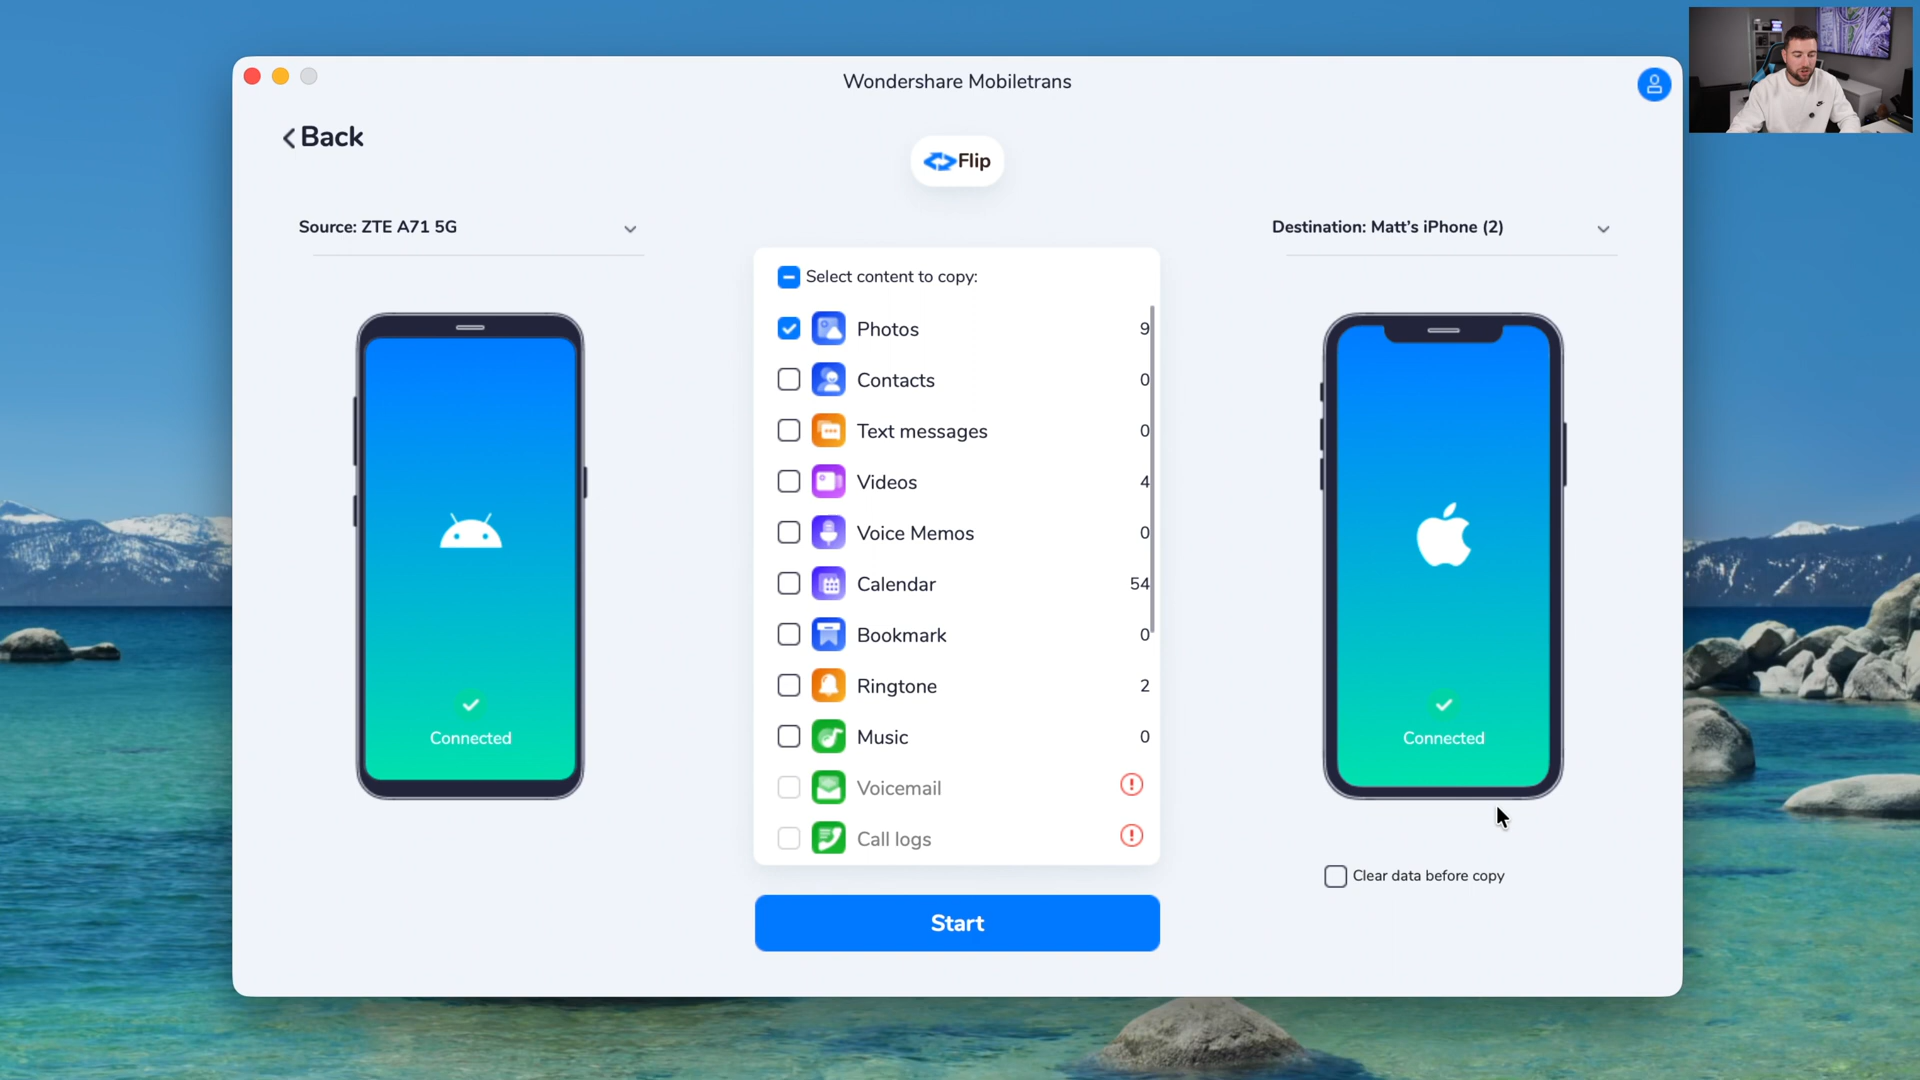 Wondershare Mobiletrans
Back
Flip
Source: ZTE A71 5G
Destination: Matt's iPhone (2)
Select content to copy:
Photos 9
Contacts 0
Text messages 0
Videos 4
Voice Memos 0
Calendar 54
Bookmark 0
Ringtone 2
Music 0
Voicemail
Call logs
Connected
Connected
Clear data before copy
Start